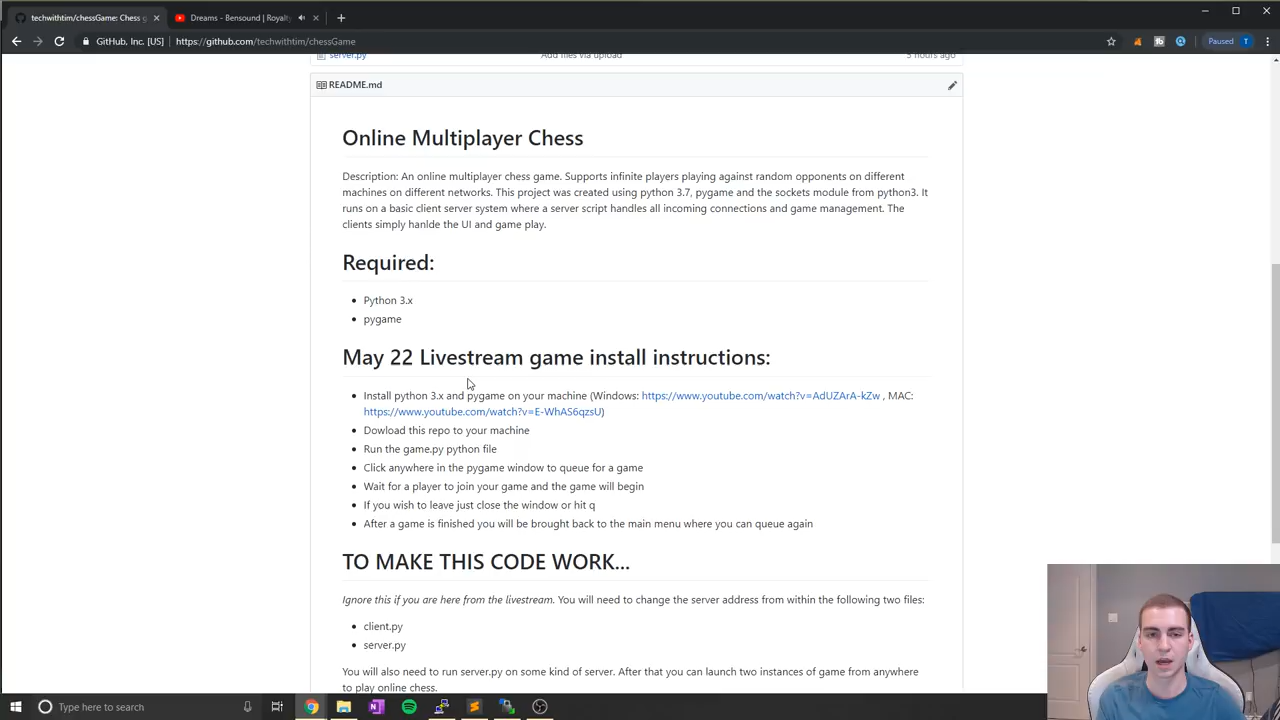 techwithtim/chessGame: Chess g
Dreams - Bensound | Royalty
GitHub, Inc. [US]
https://github.com/techwithtim/chessGame
Paused
T
server.py
Add files via upload
5 hours ago
README.md
Online Multiplayer Chess
Description: An online multiplayer chess game. Supports infinite players playing against random opponents on different
machines on different networks. This project was created using python 3.7, pygame and the sockets module from python3. It
runs on a basic client server system where a server script handles all incoming connections and game management. The
clients simply hanlde the UI and game play.
Required:
Python 3.x
pygame
May 22 Livestream game install instructions:
Install python 3.x and pygame on your machine (Windows: https://www.youtube.com/watch?v=AdUZArA-kZw , MAC:
https://www.youtube.com/watch?v=E-WhAS6qzsU)
Dowload this repo to your machine
Run the game.py python file
Click anywhere in the pygame window to queue for a game
Wait for a player to join your game and the game will begin
If you wish to leave just close the window or hit q
After a game is finished you will be brought back to the main menu where you can queue again
TO MAKE THIS CODE WORK...
Ignore this if you are here from the livestream. You will need to change the server address from within the following two files:
client.py
server.py
You will also need to run server.py on some kind of server. After that you can launch two instances of game from anywhere
to play online chess.
Type here to search